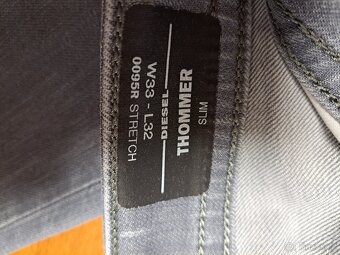 W33 - L32
0095R STRETCH
DIESEL
THOMMER
SLIM